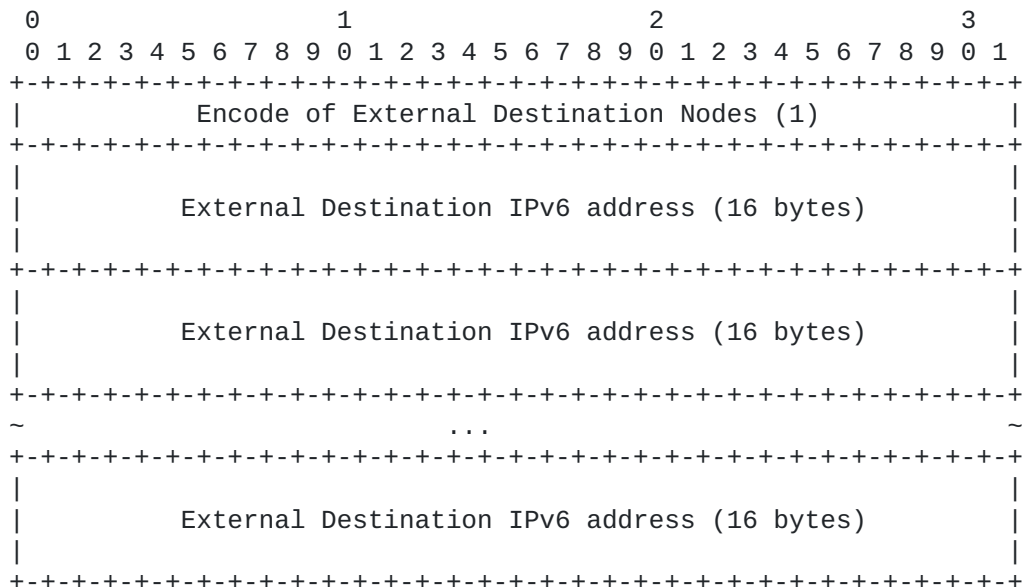 0                   1                   2                   3
 0 1 2 3 4 5 6 7 8 9 0 1 2 3 4 5 6 7 8 9 0 1 2 3 4 5 6 7 8 9 0 1
+-+-+-+-+-+-+-+-+-+-+-+-+-+-+-+-+-+-+-+-+-+-+-+-+-+-+-+-+-+-+-+-+
|           Encode of External Destination Nodes (1)            |
+-+-+-+-+-+-+-+-+-+-+-+-+-+-+-+-+-+-+-+-+-+-+-+-+-+-+-+-+-+-+-+-+
|                                                               |
|          External Destination IPv6 address (16 bytes)         |
|                                                               |
+-+-+-+-+-+-+-+-+-+-+-+-+-+-+-+-+-+-+-+-+-+-+-+-+-+-+-+-+-+-+-+-+
|                                                               |
|          External Destination IPv6 address (16 bytes)         |
|                                                               |
+-+-+-+-+-+-+-+-+-+-+-+-+-+-+-+-+-+-+-+-+-+-+-+-+-+-+-+-+-+-+-+-+
~                           ...                                 ~
+-+-+-+-+-+-+-+-+-+-+-+-+-+-+-+-+-+-+-+-+-+-+-+-+-+-+-+-+-+-+-+-+
|                                                               |
|          External Destination IPv6 address (16 bytes)         |
|                                                               |
+-+-+-+-+-+-+-+-+-+-+-+-+-+-+-+-+-+-+-+-+-+-+-+-+-+-+-+-+-+-+-+-+